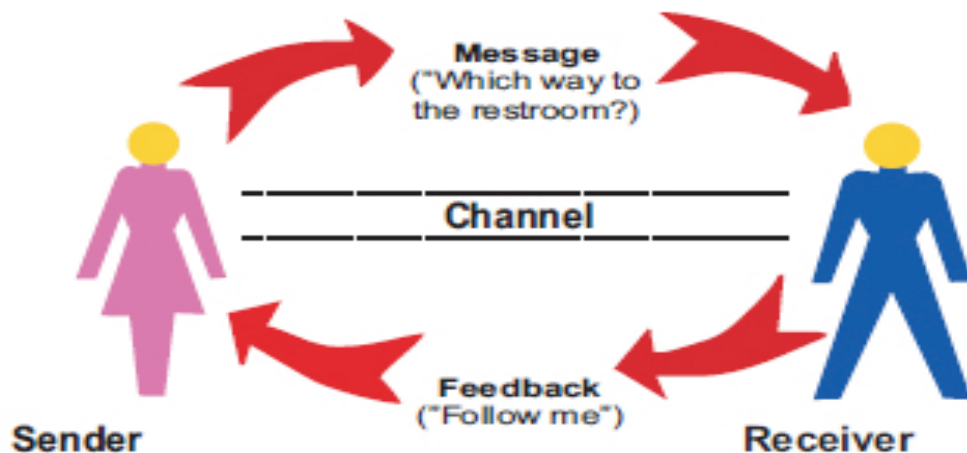 Message
("Which way to
the restroom?)
Channel
Feedback
("Follow me")
Sender
Receiver